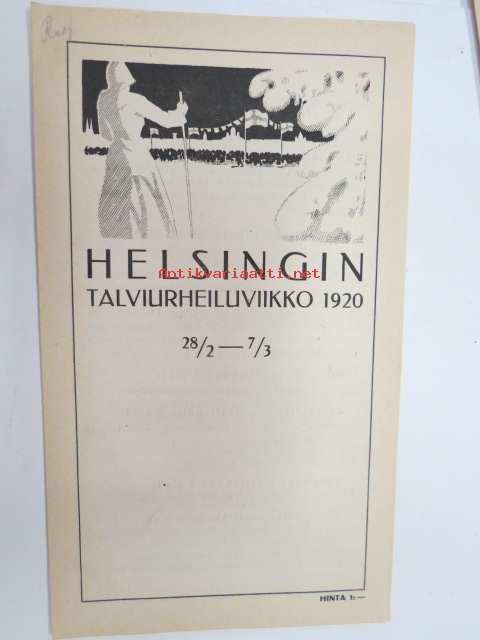 HELSINGIN
Antikvariaatti.net
TALVIURHEILUVIIKKO 1920
28/2 — 7/3
HINTA 1:—